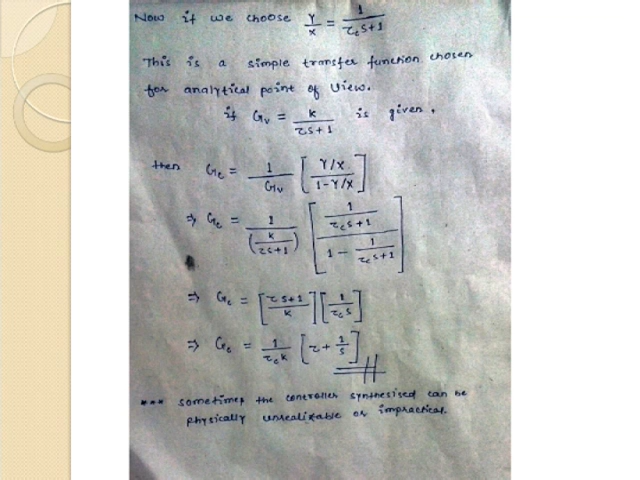 Now if we choose Y/X = 1/(τcS+1)
This is a simple transfer function chosen
for analytical point of view.
if Gv = K/(τS+1) is given,
then Gc = 1/Gv [ (Y/X)/(1-Y/X) ]
⇒ Gc = 1/(K/(τS+1)) [ (1/(τcS+1))/(1 - 1/(τcS+1)) ]
⇒ Gc = [ (τS+1)/K ] [ 1/(τcS) ]
⇒ Gc = 1/(τcK) [ τ + 1/S ]
*** sometimes the controller synthesised can be
physically unrealizable or impractical.